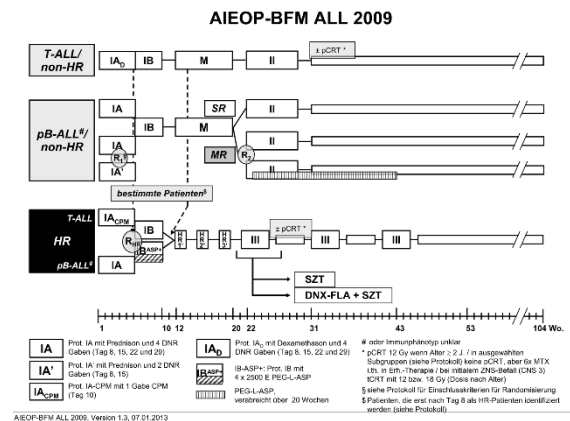 AIEOP-BFM ALL 2009
T-ALL/
non-HR
IA_D
IB
M
II
± pCRT *
pB-ALL#/
non-HR
IA
IA
R1§
IA'
IB
M
SR
MR
R2
II
II
II
bestimmte Patienten$
T-ALL
HR
pB-ALL#
IA_CPM
IA
IB
IB ASP+
III
± pCRT *
III
III
SZT
DNX-FLA + SZT
1 10 12 20 22 31 43 53 104 Wo.
IA Prot. IA mit Prednison und 4 DNR
Gaben (Tag 8, 15, 22 und 29)
IA' Prot. IA' mit Prednison und 2 DNR
Gaben (Tag 8, 15)
IA_CPM Prot. IA-CPM mit 1 Gabe CPM
(Tag 10)
IA_D Prot. IA_D mit Dexamethason und 4
DNR Gaben (Tag 8, 15, 22 und 29)
IB ASP+ IB-ASP+: Prot. IB mit
4 x 2500 E PEG-L-ASP
PEG-L-ASP,
verabreicht über 20 Wochen
# oder Immunphänotyp unklar
* pCRT 12 Gy wenn Alter ≥ 2 J. / in ausgewählten
Subgruppen (siehe Protokoll) keine pCRT, aber 6x MTX
i.th. in Erh.-Therapie / bei initialem ZNS-Befall (CNS 3)
tCRT mit 12 bzw. 18 Gy (Dosis nach Alter)
§ siehe Protokoll für Einschlusskriterien für Randomisierung
$ Patienten, die erst nach Tag 8 als HR-Patienten identifiziert
werden (siehe Protokoll)
AIEOP-BFM ALL 2009, Version 1.3, 07.01.2013